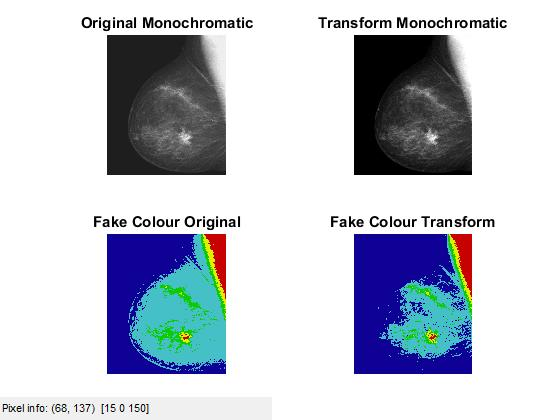 Original Monochromatic
Transform Monochromatic
Fake Colour Original
Fake Colour Transform
Pixel info: (68, 137) [15 0 150]